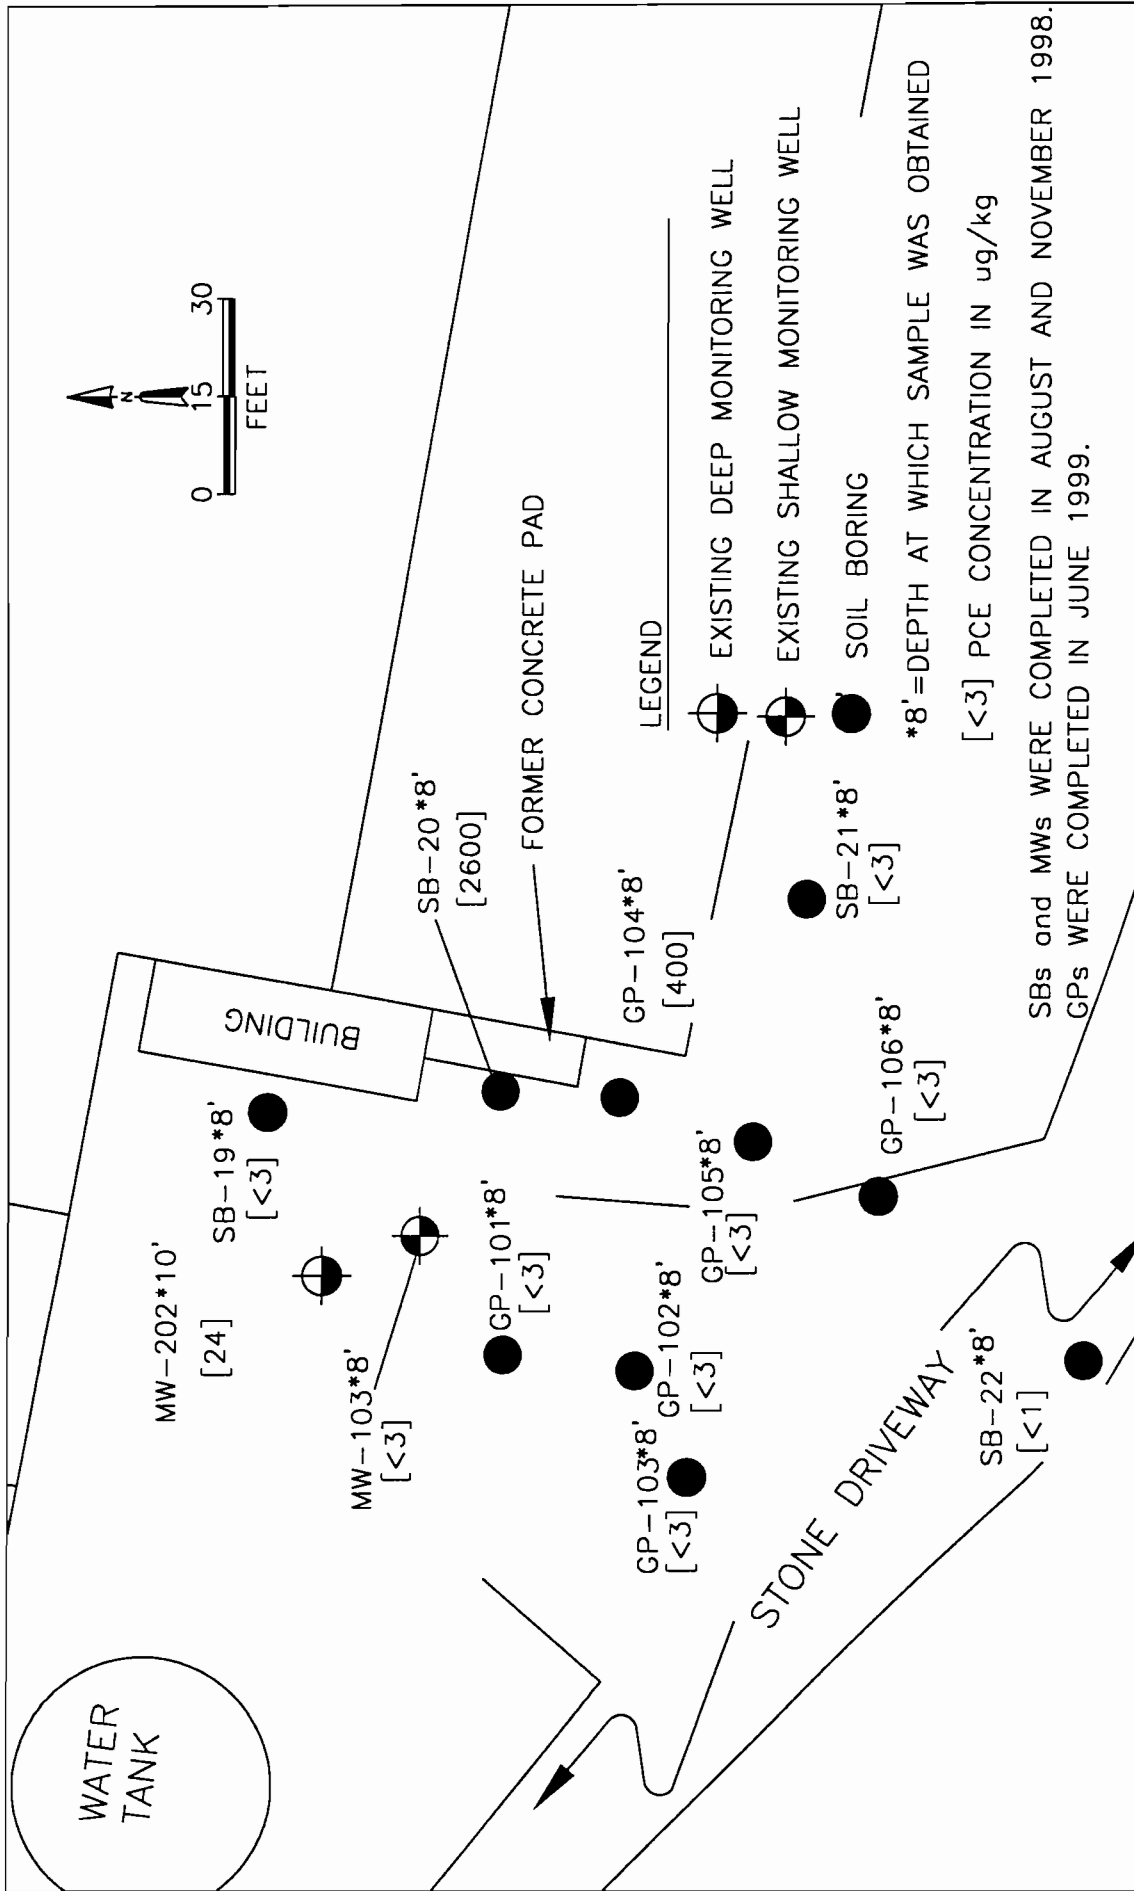 WATER
TANK
MW-202*10'
[24]
SB-19*8'
[<3]
BUILDING
N
0 15 30
FEET
MW-103*8'
[<3]
GP-101*8'
[<3]
SB-20*8'
[2600]
FORMER CONCRETE PAD
GP-103*8'
[<3]
GP-102*8'
[<3]
GP-105*8'
[<3]
GP-104*8'
[400]
STONE DRIVEWAY
SB-22*8'
[<1]
GP-106*8'
[<3]
SB-21*8'
[<3]
LEGEND
EXISTING DEEP MONITORING WELL
EXISTING SHALLOW MONITORING WELL
SOIL BORING
*8'=DEPTH AT WHICH SAMPLE WAS OBTAINED
[<3] PCE CONCENTRATION IN ug/kg
SBs and MWs WERE COMPLETED IN AUGUST AND NOVEMBER 1998.
GPs WERE COMPLETED IN JUNE 1999.